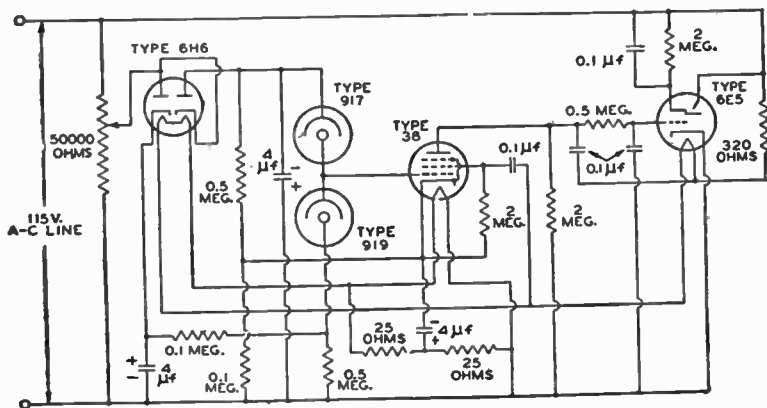 TYPE 6H6
50000
OHMS
115V.
A-C LINE
0.5
MEG.
4
μf
-
+
TYPE
917
TYPE
919
TYPE
38
0.1μf
2
MEG.
2
MEG.
0.1 μf
2
MEG.
TYPE
6E5
0.5 MEG.
0.1μf
320
OHMS
0.1 MEG.
+
-
4
μf
0.1
MEG.
0.5
MEG.
25
OHMS
-
+
4μf
25
OHMS